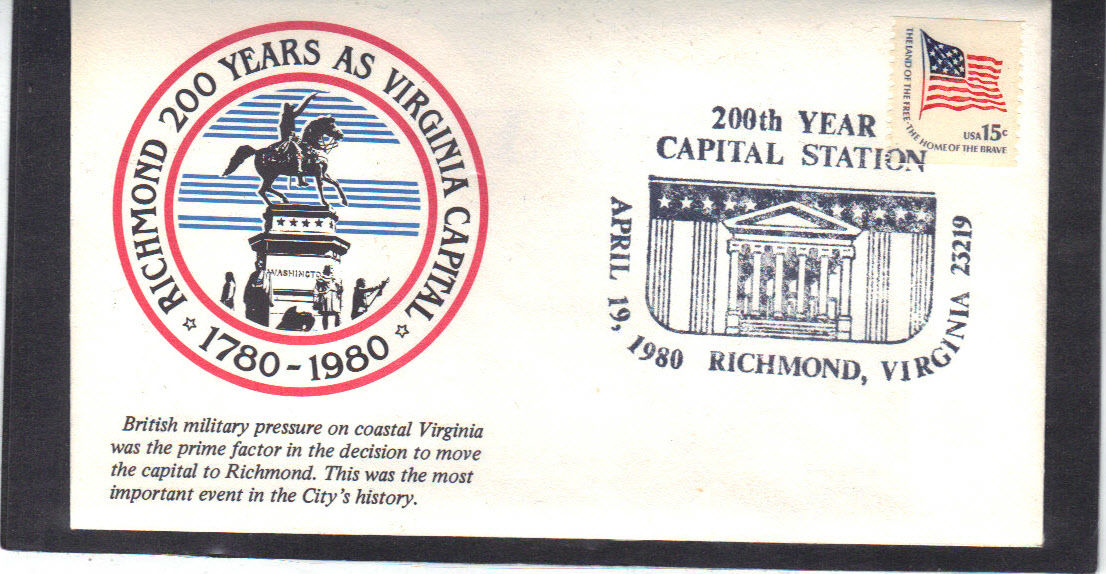 RICHMOND 200 YEARS AS VIRGINIA CAPITAL
☆ 1780 - 1980 ☆
WASHINGTO
British military pressure on coastal Virginia
was the prime factor in the decision to move
the capital to Richmond. This was the most
important event in the City's history.
THE LAND OF THE FREE · THE HOME OF THE BRAVE
USA 15c
200th YEAR
CAPITAL STATION
APRIL 19, 1980 RICHMOND, VIRGINIA 23219